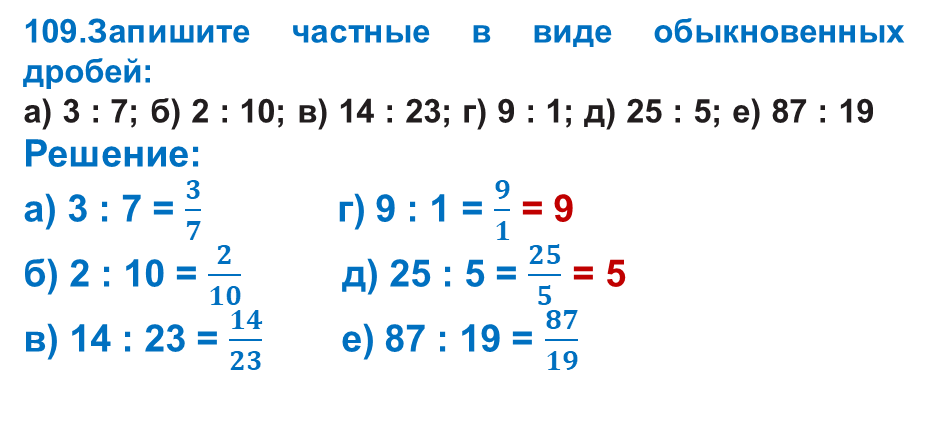 109.Запишите частные в виде обыкновенных
дробей:
а) 3 : 7; б) 2 : 10; в) 14 : 23; г) 9 : 1; д) 25 : 5; е) 87 : 19
Решение:
а) 3 : 7 = 3/7 г) 9 : 1 = 9/1 = 9
б) 2 : 10 = 2/10 д) 25 : 5 = 25/5 = 5
в) 14 : 23 = 14/23 е) 87 : 19 = 87/19